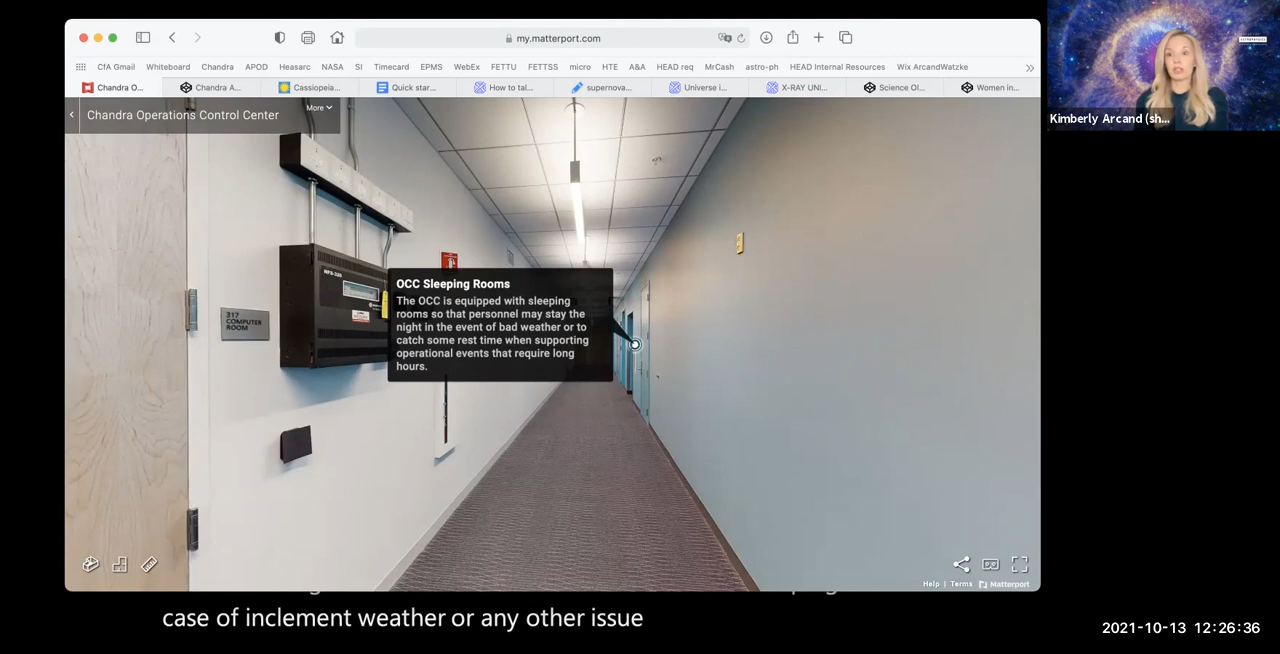 my.matterport.com
CfA Gmail Whiteboard Chandra APOD Heasarc NASA SI Timecard EPMS WebEx FETTU FETTSS micro HTE A&A HEAD req MrCash astro-ph HEAD Internal Resources Wix ArcandWatzke
Chandra O... Chandra A... Cassiopeia... Quick star... How to tal... supernova... Universe i... X-RAY UNI... Science Ol... Women in...
Chandra Operations Control Center
More
Kimberly Arcand (sh...
317
COMPUTER
ROOM
OCC Sleeping Rooms
The OCC is equipped with sleeping
rooms so that personnel may stay the
night in the event of bad weather or to
catch some rest time when supporting
operational events that require long
hours.
Help | Terms Matterport
case of inclement weather or any other issue
2021-10-13 12:26:36